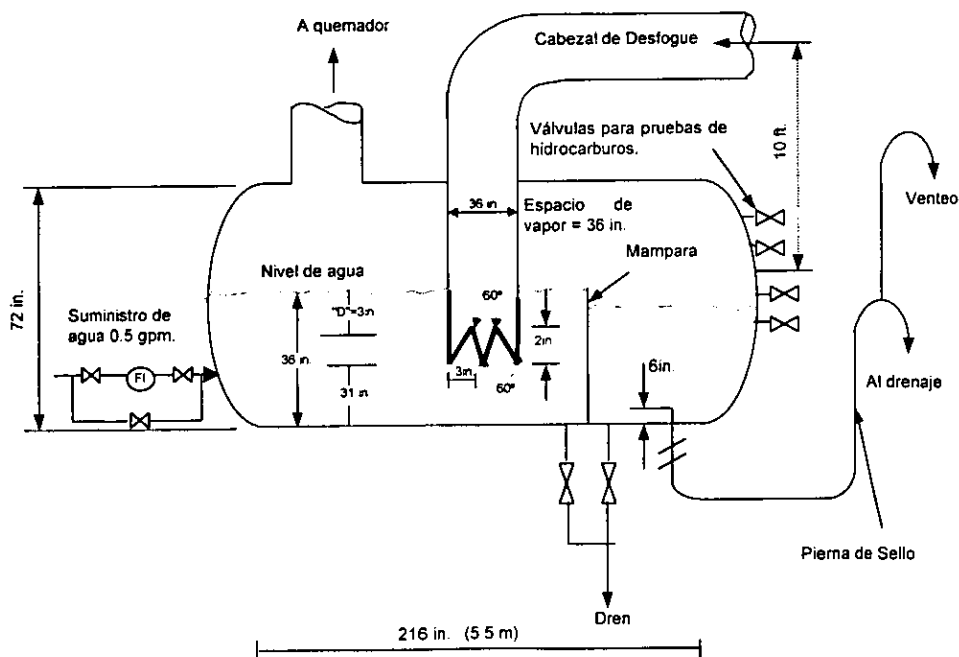 A quemador
Cabezal de Desfogue
Válvulas para pruebas de
hidrocarburos.
10 ft.
Venteo
36 in.
Espacio de
vapor = 36 in.
Mampara
Nivel de agua
72 in.
Suministro de
agua 0.5 gpm.
"D"=3in
60º
2in
36 in.
FI
3in.
60º
31 in
6in.
Al drenaje
Pierna de Sello
Dren
216 in. (5 5 m)